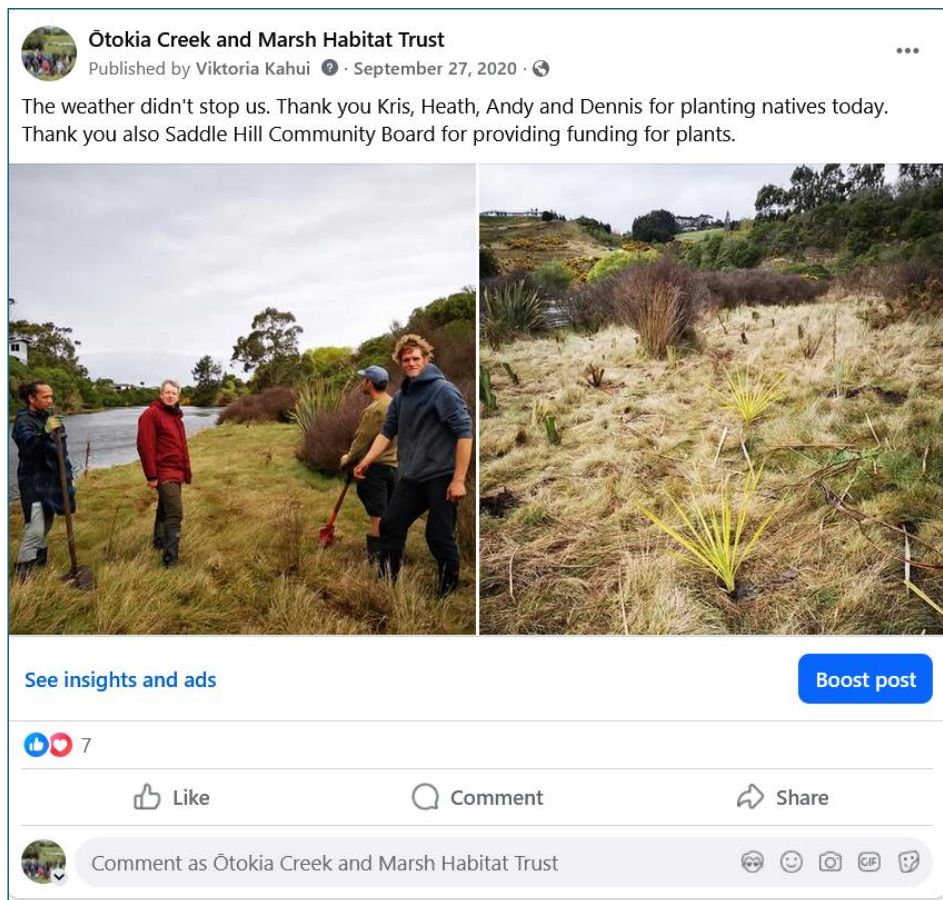 Ōtokia Creek and Marsh Habitat Trust
Published by Viktoria Kahui · September 27, 2020 ·
The weather didn't stop us. Thank you Kris, Heath, Andy and Dennis for planting natives today.
Thank you also Saddle Hill Community Board for providing funding for plants.
See insights and ads
Boost post
7
Like
Comment
Share
Comment as Ōtokia Creek and Marsh Habitat Trust
GIF